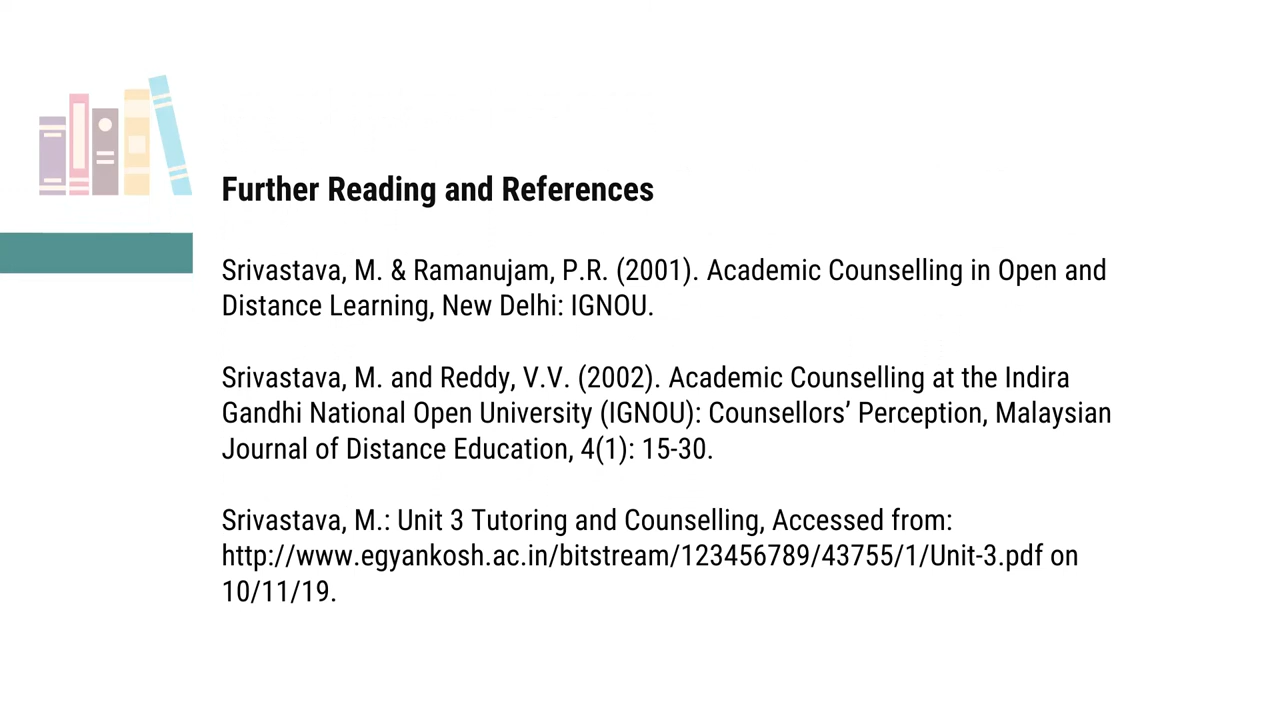 Further Reading and References
Srivastava, M. & Ramanujam, P.R. (2001). Academic Counselling in Open and
Distance Learning, New Delhi: IGNOU.
Srivastava, M. and Reddy, V.V. (2002). Academic Counselling at the Indira
Gandhi National Open University (IGNOU): Counsellors’ Perception, Malaysian
Journal of Distance Education, 4(1): 15-30.
Srivastava, M.: Unit 3 Tutoring and Counselling, Accessed from:
http://www.egyankosh.ac.in/bitstream/123456789/43755/1/Unit-3.pdf on
10/11/19.